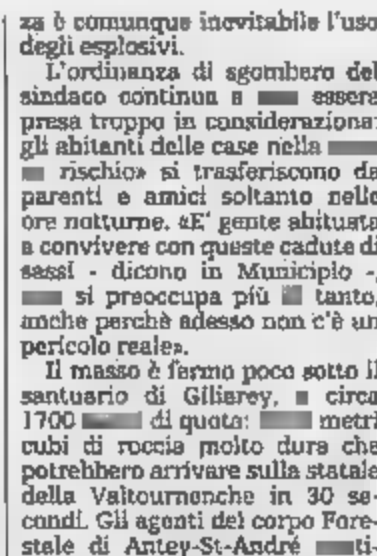 za è comunque inevitabile l'uso
degli esplosivi.
L'ordinanza di sgombero del
sindaco continua a essere
presa troppo in considerazione:
gli abitanti delle case nella
rischio» si trasferiscono da
parenti e amici soltanto nelle
ore notturne. «E' gente abituata
a convivere con queste cadute di
sassi - dicono in Municipio -,
si preoccupa più tanto,
anche perchè adesso non c'è un
pericolo reale».
Il masso è fermo poco sotto il
santuario di Gillarey, a circa
1700 di quota: metri
cubi di roccia molto dura che
potrebbero arrivare sulla statale
della Valtournenche in 30 se-
condi. Gli agenti del corpo Fore-
stale di Antey-St-André ti-